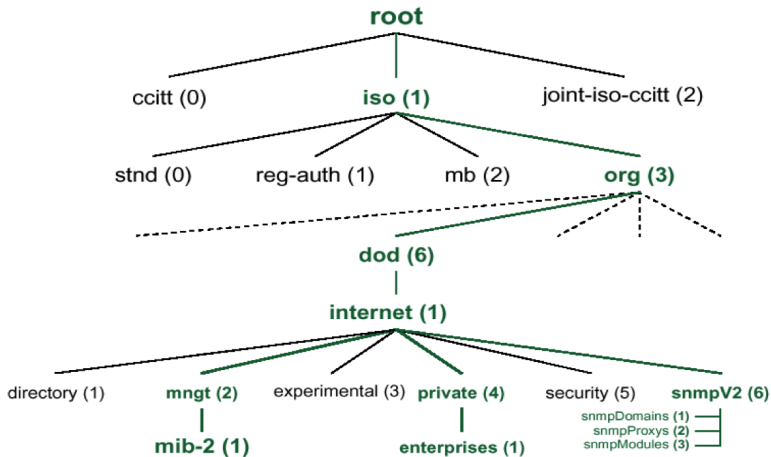 root
ccitt (0) iso (1) joint-iso-ccitt (2)
stnd (0) reg-auth (1) mb (2) org (3)
dod (6)
internet (1)
directory (1) mngt (2) experimental (3) private (4) security (5) snmpV2 (6)
snmpDomains (1)
snmpProxys (2)
snmpModules (3)
mib-2 (1) enterprises (1)